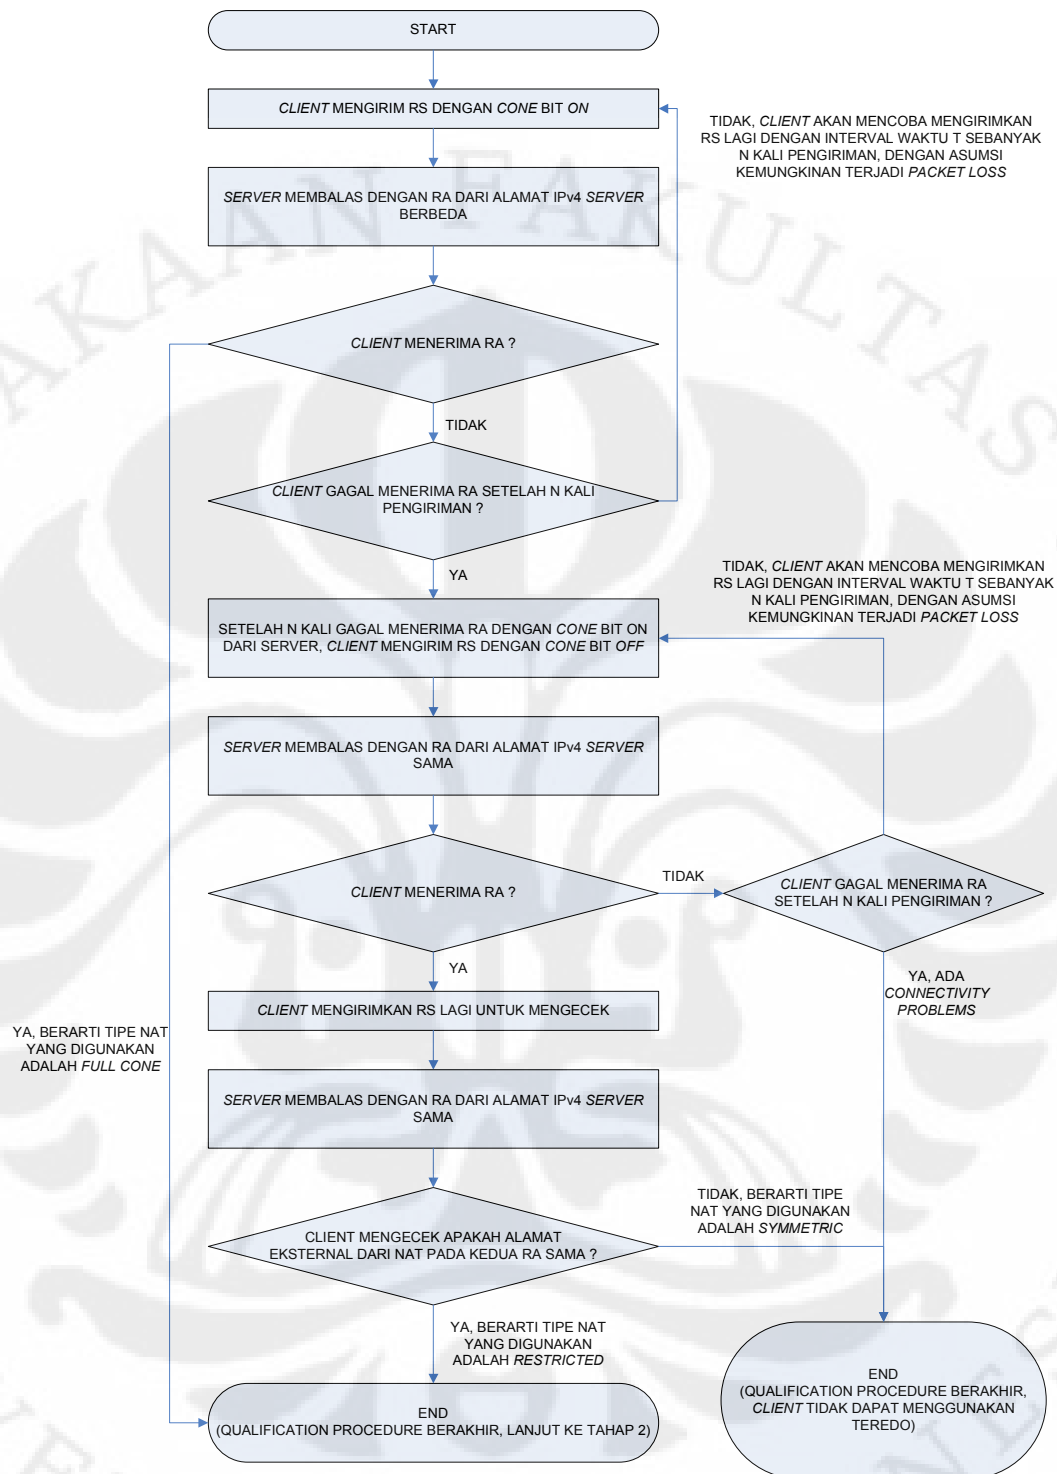 START
CLIENT MENGIRIM RS DENGAN CONE BIT ON
TIDAK, CLIENT AKAN MENCOBA MENGIRIMKAN
RS LAGI DENGAN INTERVAL WAKTU T SEBANYAK
N KALI PENGIRIMAN, DENGAN ASUMSI
KEMUNGKINAN TERJADI PACKET LOSS
SERVER MEMBALAS DENGAN RA DARI ALAMAT IPv4 SERVER
BERBEDA
CLIENT MENERIMA RA ?
TIDAK
CLIENT GAGAL MENERIMA RA SETELAH N KALI
PENGIRIMAN ?
YA
TIDAK, CLIENT AKAN MENCOBA MENGIRIMKAN
RS LAGI DENGAN INTERVAL WAKTU T SEBANYAK
N KALI PENGIRIMAN, DENGAN ASUMSI
KEMUNGKINAN TERJADI PACKET LOSS
SETELAH N KALI GAGAL MENERIMA RA DENGAN CONE BIT ON
DARI SERVER, CLIENT MENGIRIM RS DENGAN CONE BIT OFF
SERVER MEMBALAS DENGAN RA DARI ALAMAT IPv4 SERVER
SAMA
CLIENT MENERIMA RA ?
TIDAK
CLIENT GAGAL MENERIMA RA
SETELAH N KALI PENGIRIMAN ?
YA
YA, ADA
CONNECTIVITY
PROBLEMS
CLIENT MENGIRIMKAN RS LAGI UNTUK MENGECEK
YA, BERARTI TIPE NAT
YANG DIGUNAKAN
ADALAH FULL CONE
SERVER MEMBALAS DENGAN RA DARI ALAMAT IPv4 SERVER
SAMA
TIDAK, BERARTI TIPE
NAT YANG DIGUNAKAN
ADALAH SYMMETRIC
CLIENT MENGECEK APAKAH ALAMAT
EKSTERNAL DARI NAT PADA KEDUA RA SAMA ?
YA, BERARTI TIPE NAT
YANG DIGUNAKAN
ADALAH RESTRICTED
END
(QUALIFICATION PROCEDURE BERAKHIR, LANJUT KE TAHAP 2)
END
(QUALIFICATION PROCEDURE BERAKHIR,
CLIENT TIDAK DAPAT MENGGUNAKAN
TEREDO)
AKAAN FAKULTAS